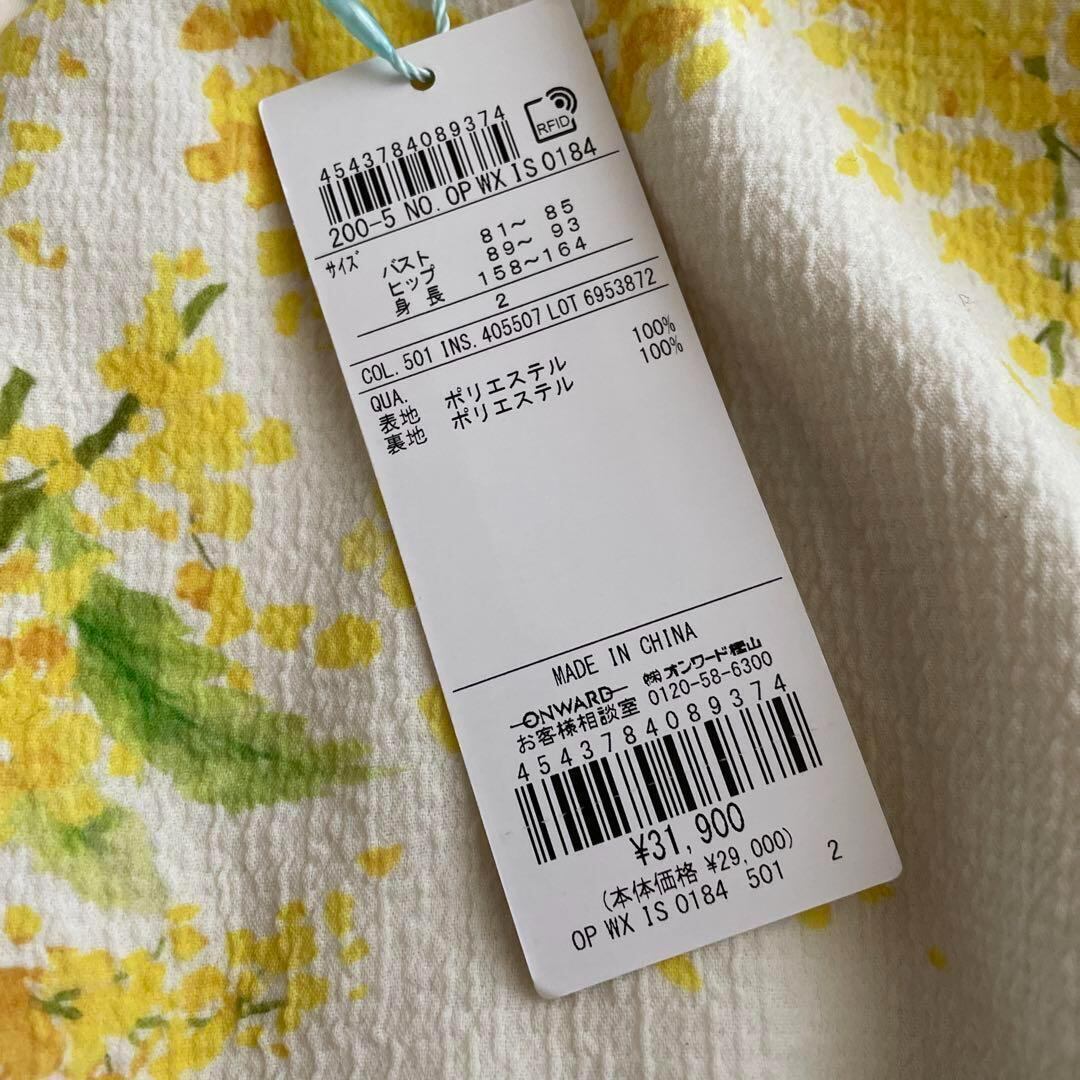 4543784089374
RFID
200-5 NO. OP WX IS 0184
サイズ
バスト 81~ 85
ヒップ 89~ 93
身長 158~164
2
COL. 501 INS. 405507 LOT 6953872
QUA.
表地 ポリエステル 100%
裏地 ポリエステル 100%
MADE IN CHINA
ONWARD ㈱オンワード樫山
お客様相談室 0120-58-6300
4543784089374
¥31,900
(本体価格 ¥29,000)
OP WX IS 0184 501 2